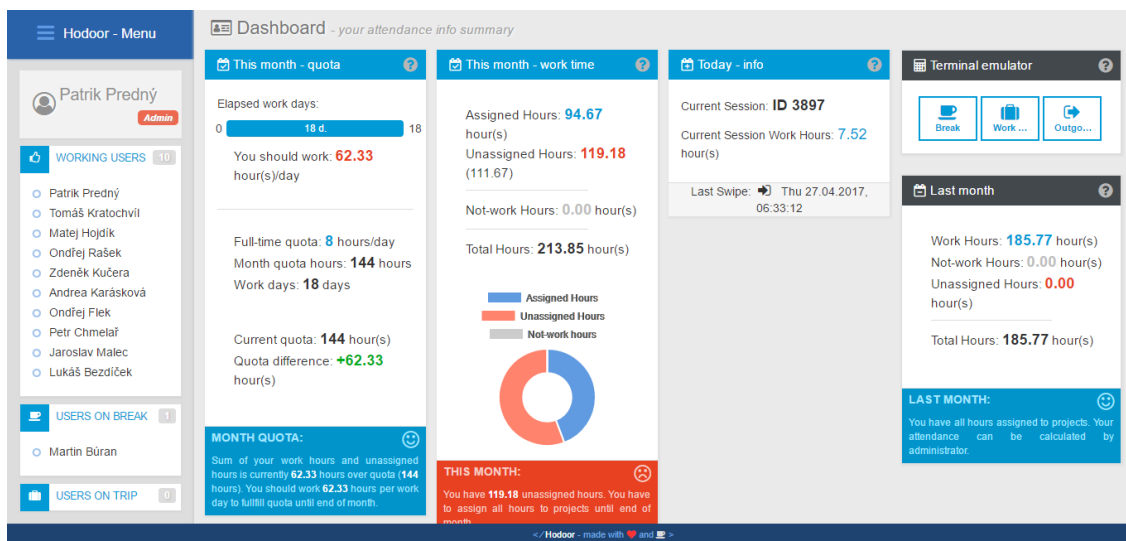 Hodoor - Menu
Dashboard - your attendance info summary
Patrik Predný
Admin
WORKING USERS 10
Patrik Predný
Tomáš Kratochvíl
Matej Hojdík
Ondřej Rašek
Zdeněk Kučera
Andrea Karásková
Ondřej Flek
Petr Chmelař
Jaroslav Malec
Lukáš Bezdíček
USERS ON BREAK 1
Martin Búran
USERS ON TRIP 0
This month - quota
Elapsed work days:
0 18 d. 18
You should work: 62.33
hour(s)/day
Full-time quota: 8 hours/day
Month quota hours: 144 hours
Work days: 18 days
Current quota: 144 hour(s)
Quota difference: +62.33
hour(s)
MONTH QUOTA:
Sum of your work hours and unassigned
hours is currently 62.33 hours over quota (144
hours). You should work 62.33 hours per work
day to fullfill quota until end of month.
This month - work time
Assigned Hours: 94.67
hour(s)
Unassigned Hours: 119.18
(111.67)
Not-work Hours: 0.00 hour(s)
Total Hours: 213.85 hour(s)
Assigned Hours
Unassigned Hours
Not-work hours
THIS MONTH:
You have 119.18 unassigned hours. You have
to assign all hours to projects until end of
month.
Today - info
Current Session: ID 3897
Current Session Work Hours: 7.52
hour(s)
Last Swipe: Thu 27.04.2017,
06:33:12
Terminal emulator
Break
Work ...
Outgo...
Last month
Work Hours: 185.77 hour(s)
Not-work Hours: 0.00 hour(s)
Unassigned Hours: 0.00
hour(s)
Total Hours: 185.77 hour(s)
LAST MONTH:
You have all hours assigned to projects. Your
attendance can be calculated by
administrator.
</Hodoor - made with ❤ and ☕ >